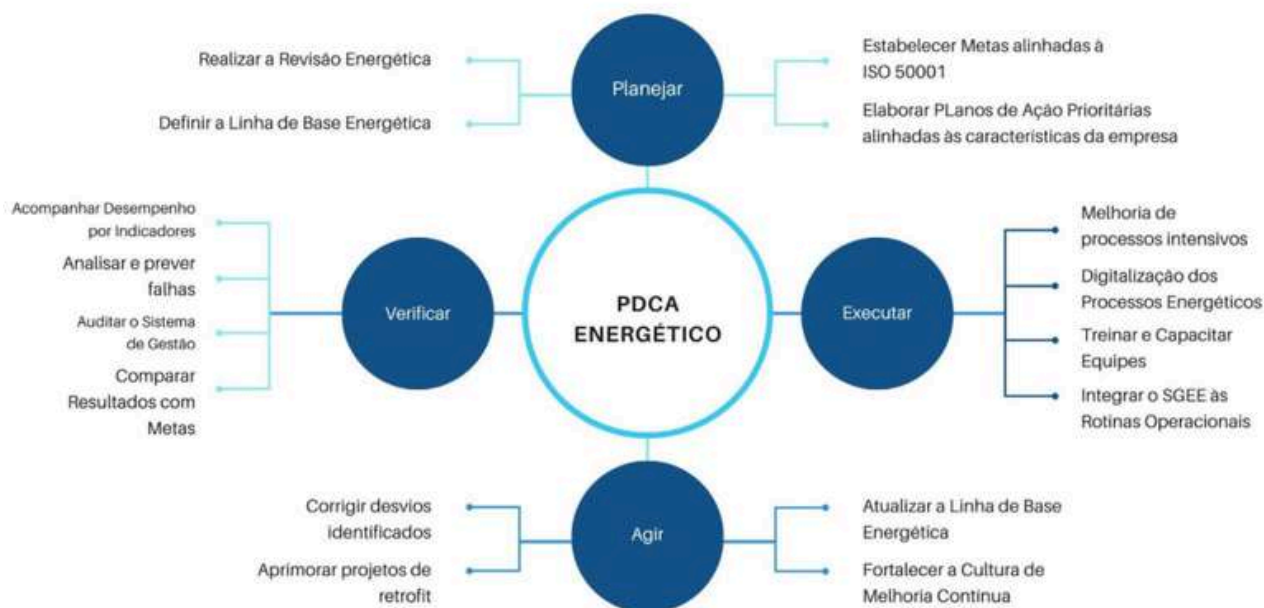 Realizar a Revisão Energética
Definir a Linha de Base Energética
Planejar
Estabelecer Metas alinhadas à
ISO 50001
Elaborar PLanos de Ação Prioritárias
alinhadas às características da empresa
Acompanhar Desempenho
por Indicadores
Analisar e prever
falhas
Auditar o Sistema
de Gestão
Comparar
Resultados com
Metas
Verificar
PDCA
ENERGÉTICO
Executar
Melhoria de
processos intensivos
Digitalização dos
Processos Energéticos
Treinar e Capacitar
Equipes
Integrar o SGEE às
Rotinas Operacionais
Corrigir desvios
identificados
Aprimorar projetos de
retrofit
Agir
Atualizar a Linha de Base
Energética
Fortalecer a Cultura de
Melhoria Contínua